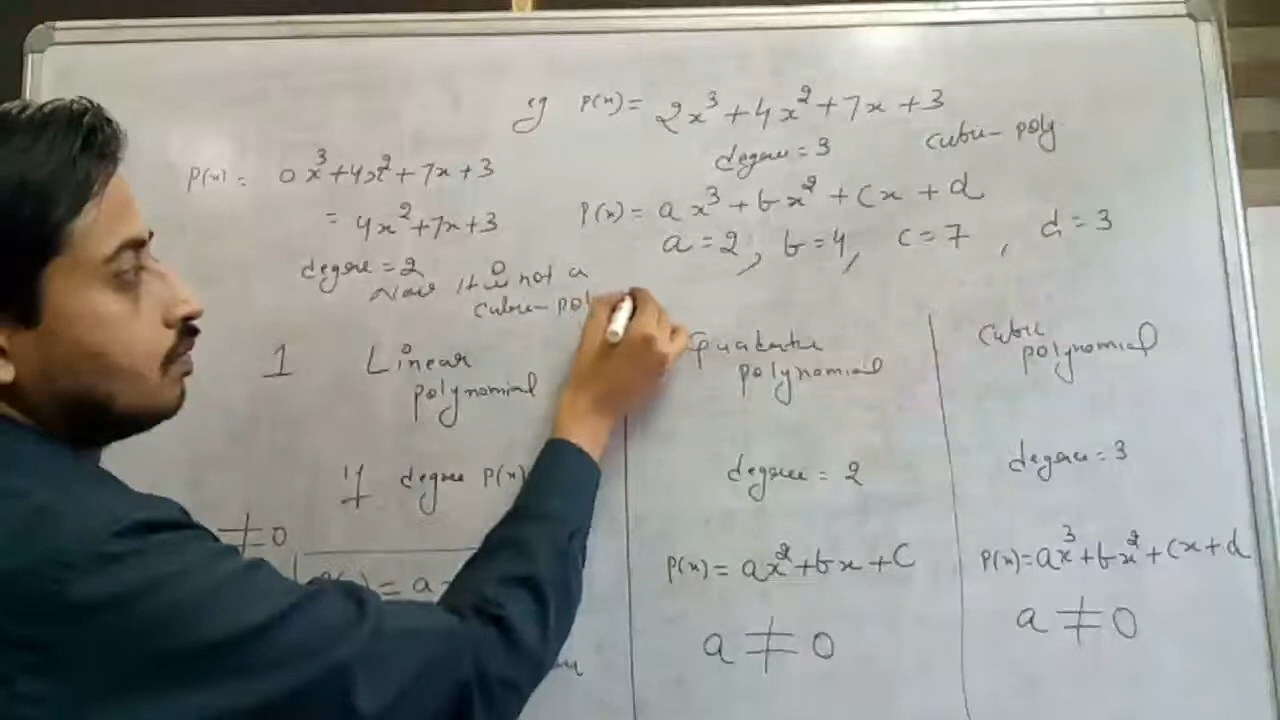 eg P(x) = 2x³ + 4x² + 7x + 3
degree = 3
cubic - poly
P(x) = ax³ + bx² + cx + d
a = 2, b = 4, c = 7, d = 3
P(x) = 0x³ + 4x² + 7x + 3
= 4x² + 7x + 3
degree = 2
Now it is not a
cubic - pol
1 Linear
polynomial
If degree P(x)
≠ 0
= a
Quadratic
polynomial
degree = 2
P(x) = ax² + bx + c
a ≠ 0
Cubic
polynomial
degree = 3
P(x) = ax³ + bx² + cx + d
a ≠ 0